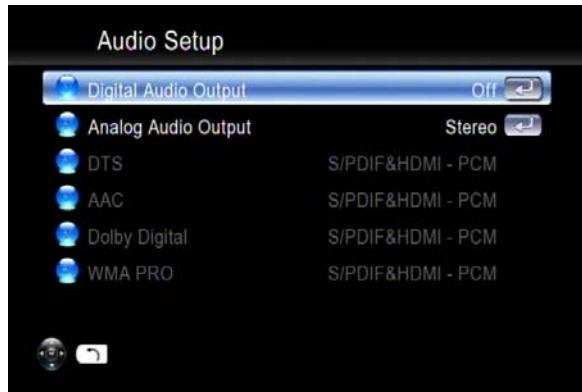 Audio Setup
Digital Audio Output Off
Analog Audio Output Stereo
DTS S/PDIF&HDMI - PCM
AAC S/PDIF&HDMI - PCM
Dolby Digital S/PDIF&HDMI - PCM
WMA PRO S/PDIF&HDMI - PCM